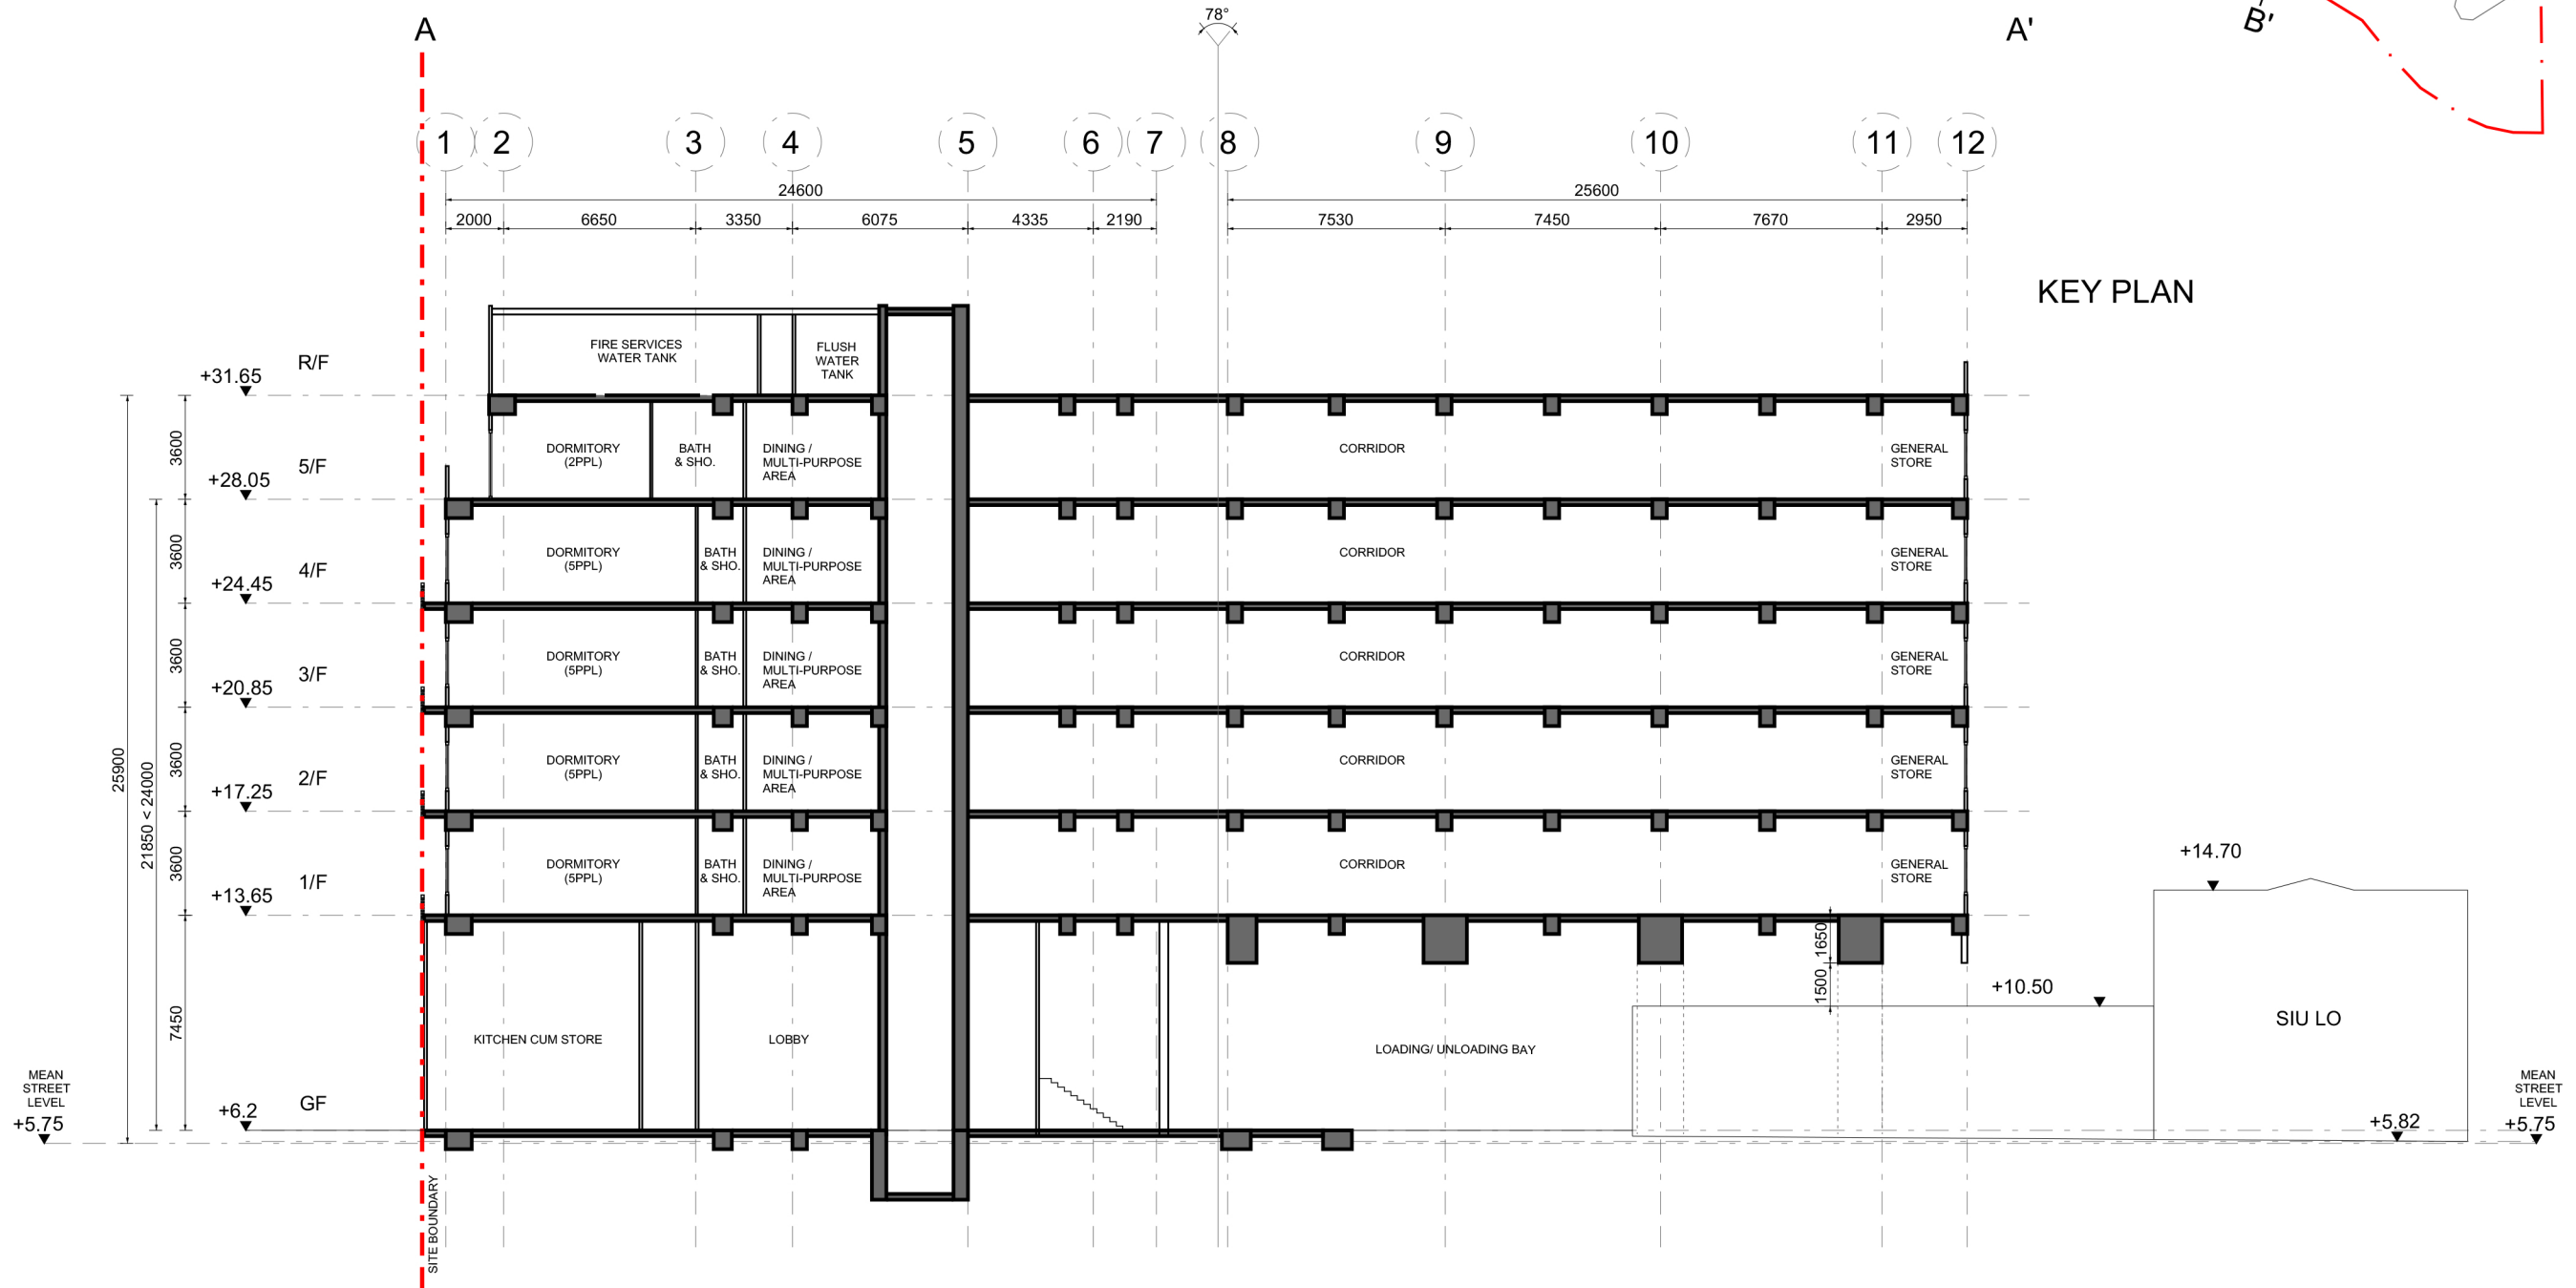 A
78°
A'
B'
1 2 3 4 5 6 7 8 9 10 11 12
24600 25600
2000 6650 3350 6075 4335 2190 7530 7450 7670 2950
KEY PLAN
FIRE SERVICES
WATER TANK
FLUSH
WATER
TANK
R/F
+31.65
3600
DORMITORY
(2PPL)
BATH
& SHO.
DINING /
MULTI-PURPOSE
AREA
CORRIDOR
GENERAL
STORE
5/F
+28.05
3600
DORMITORY
(5PPL)
BATH
& SHO.
DINING /
MULTI-PURPOSE
AREA
CORRIDOR
GENERAL
STORE
4/F
+24.45
3600
DORMITORY
(5PPL)
BATH
& SHO.
DINING /
MULTI-PURPOSE
AREA
CORRIDOR
GENERAL
STORE
3/F
+20.85
25900
21850 < 24000
3600
DORMITORY
(5PPL)
BATH
& SHO.
DINING /
MULTI-PURPOSE
AREA
CORRIDOR
GENERAL
STORE
2/F
+17.25
3600
DORMITORY
(5PPL)
BATH
& SHO.
DINING /
MULTI-PURPOSE
AREA
CORRIDOR
GENERAL
STORE
1/F
+13.65
+14.70
1650
1500
+10.50
7450
KITCHEN CUM STORE
LOBBY
LOADING/ UNLOADING BAY
SIU LO
MEAN
STREET
LEVEL
+5.75
+6.2
GF
+5.82
MEAN
STREET
LEVEL
+5.75
SITE BOUNDARY